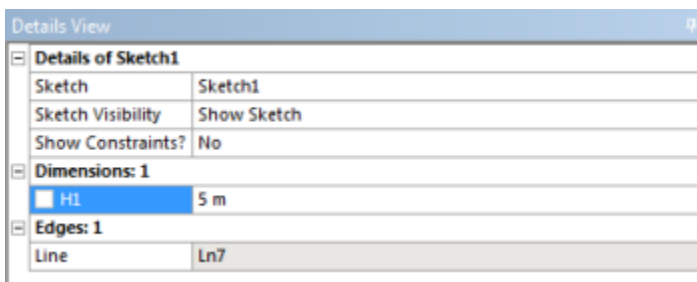 Details View
Details of Sketch1
Sketch Sketch1
Sketch Visibility Show Sketch
Show Constraints? No
Dimensions: 1
H1 5 m
Edges: 1
Line Ln7